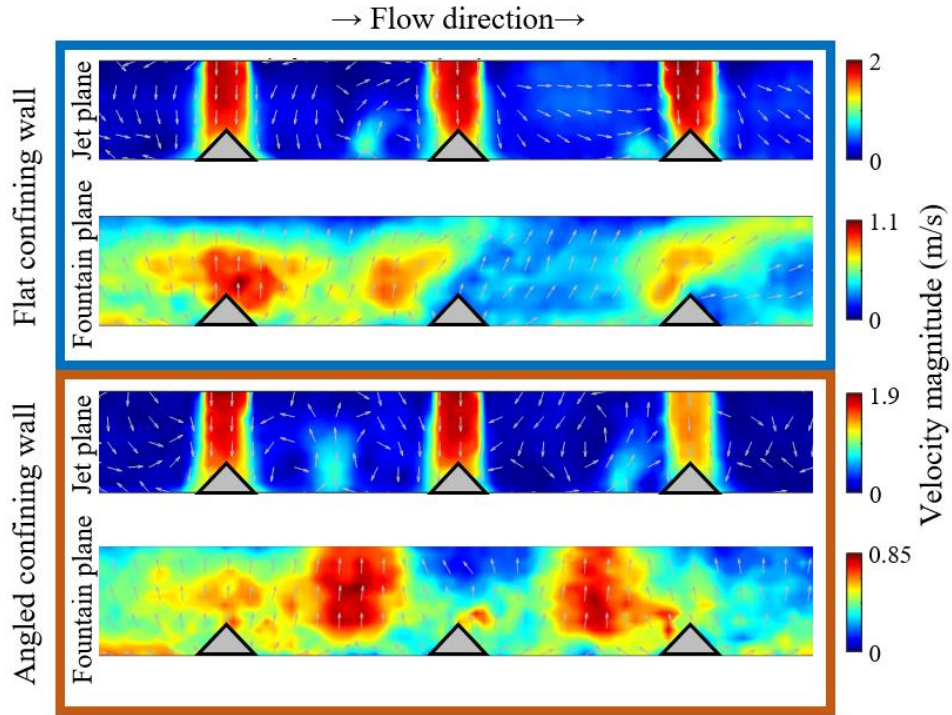 → Flow direction→
Flat confining wall
Jet plane
2
0
Fountain plane
1.1
0
Angled confining wall
Jet plane
1.9
0
Fountain plane
0.85
0
Velocity magnitude (m/s)